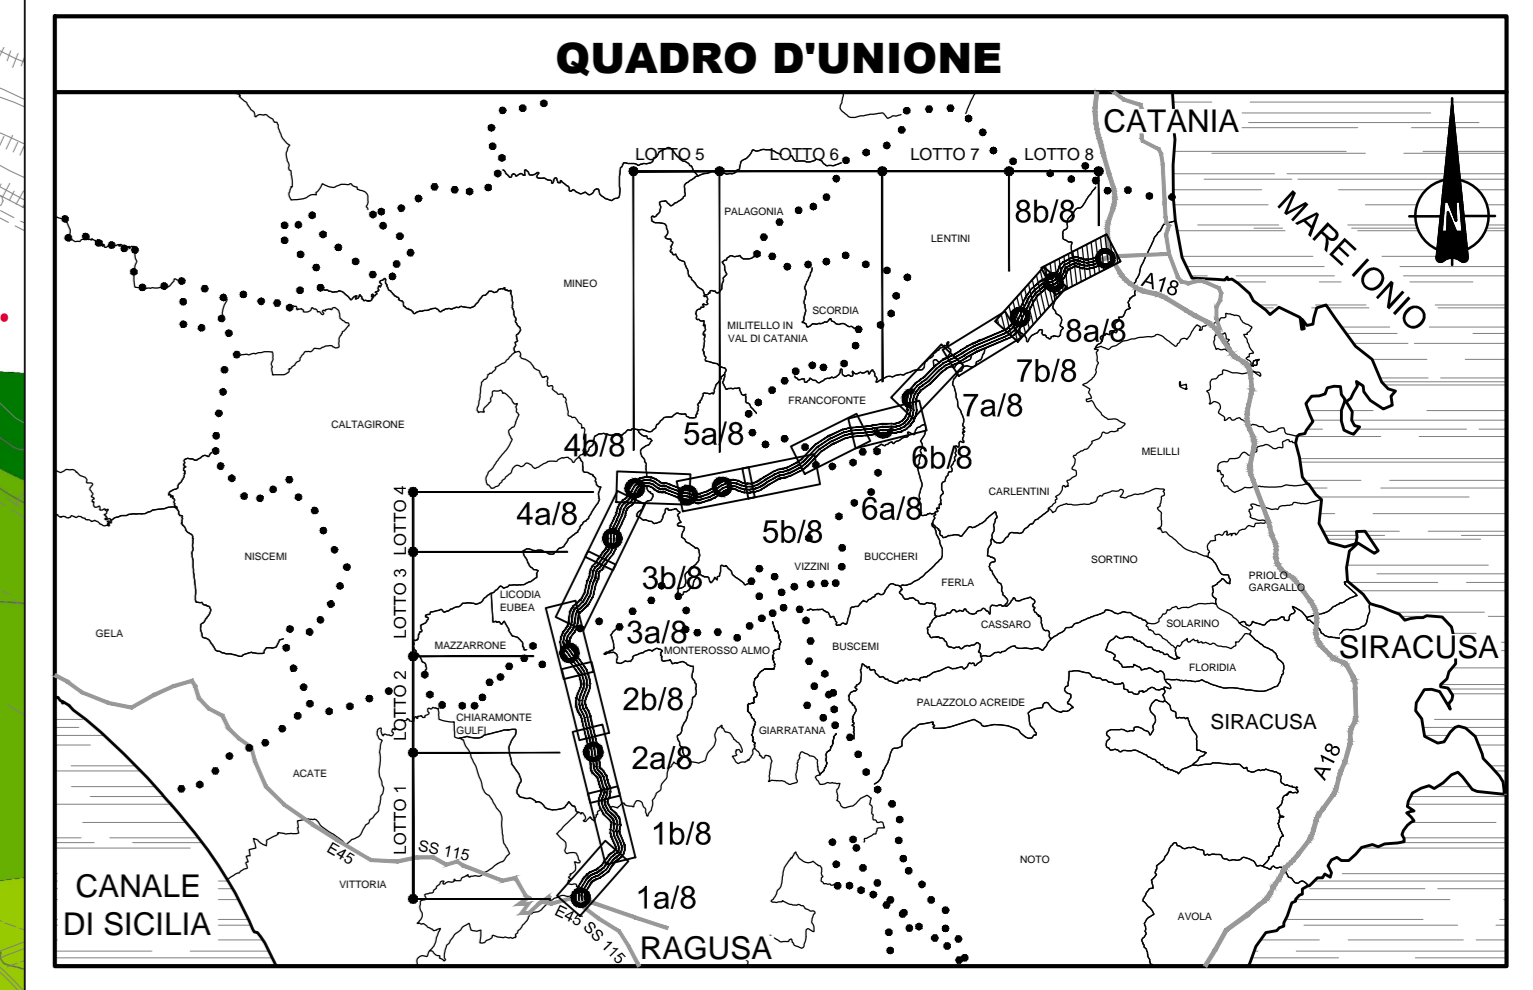 QUADRO D'UNIONE
CATANIA
LOTTO 5
LOTTO 6
LOTTO 7
LOTTO 8
PALAGONIA
8b/8
LENTINI
N
MARE IONIO
MINEO
A18
SCORDIA
MILITELLO IN
VAL DI CATANIA
8a/8
7b/8
FRANCOFONTE
7a/8
CALTAGIRONE
4b/8
5a/8
6b/8
MELILLI
CARLENTINI
LOTTO 4
4a/8
6a/8
5b/8
NISCEMI
BUCCHERI
SORTINO
VIZZINI
3b/8
FERLA
PRIOLO
GARGALLO
LOTTO 3
LICODIA
EUBEA
GELA
3a/8
CASSARO
SOLARINO
MAZZARRONE
MONTEROSSO ALMO
BUSCEMI
SIRACUSA
FLORIDIA
LOTTO 2
2b/8
PALAZZOLO ACREIDE
CHIARAMONTE
GULFI
GIARRATANA
SIRACUSA
2a/8
A18
ACATE
LOTTO 1
1b/8
E45
SS 115
NOTO
VITTORIA
CANALE
DI SICILIA
1a/8
E45 SS 115
AVOLA
RAGUSA